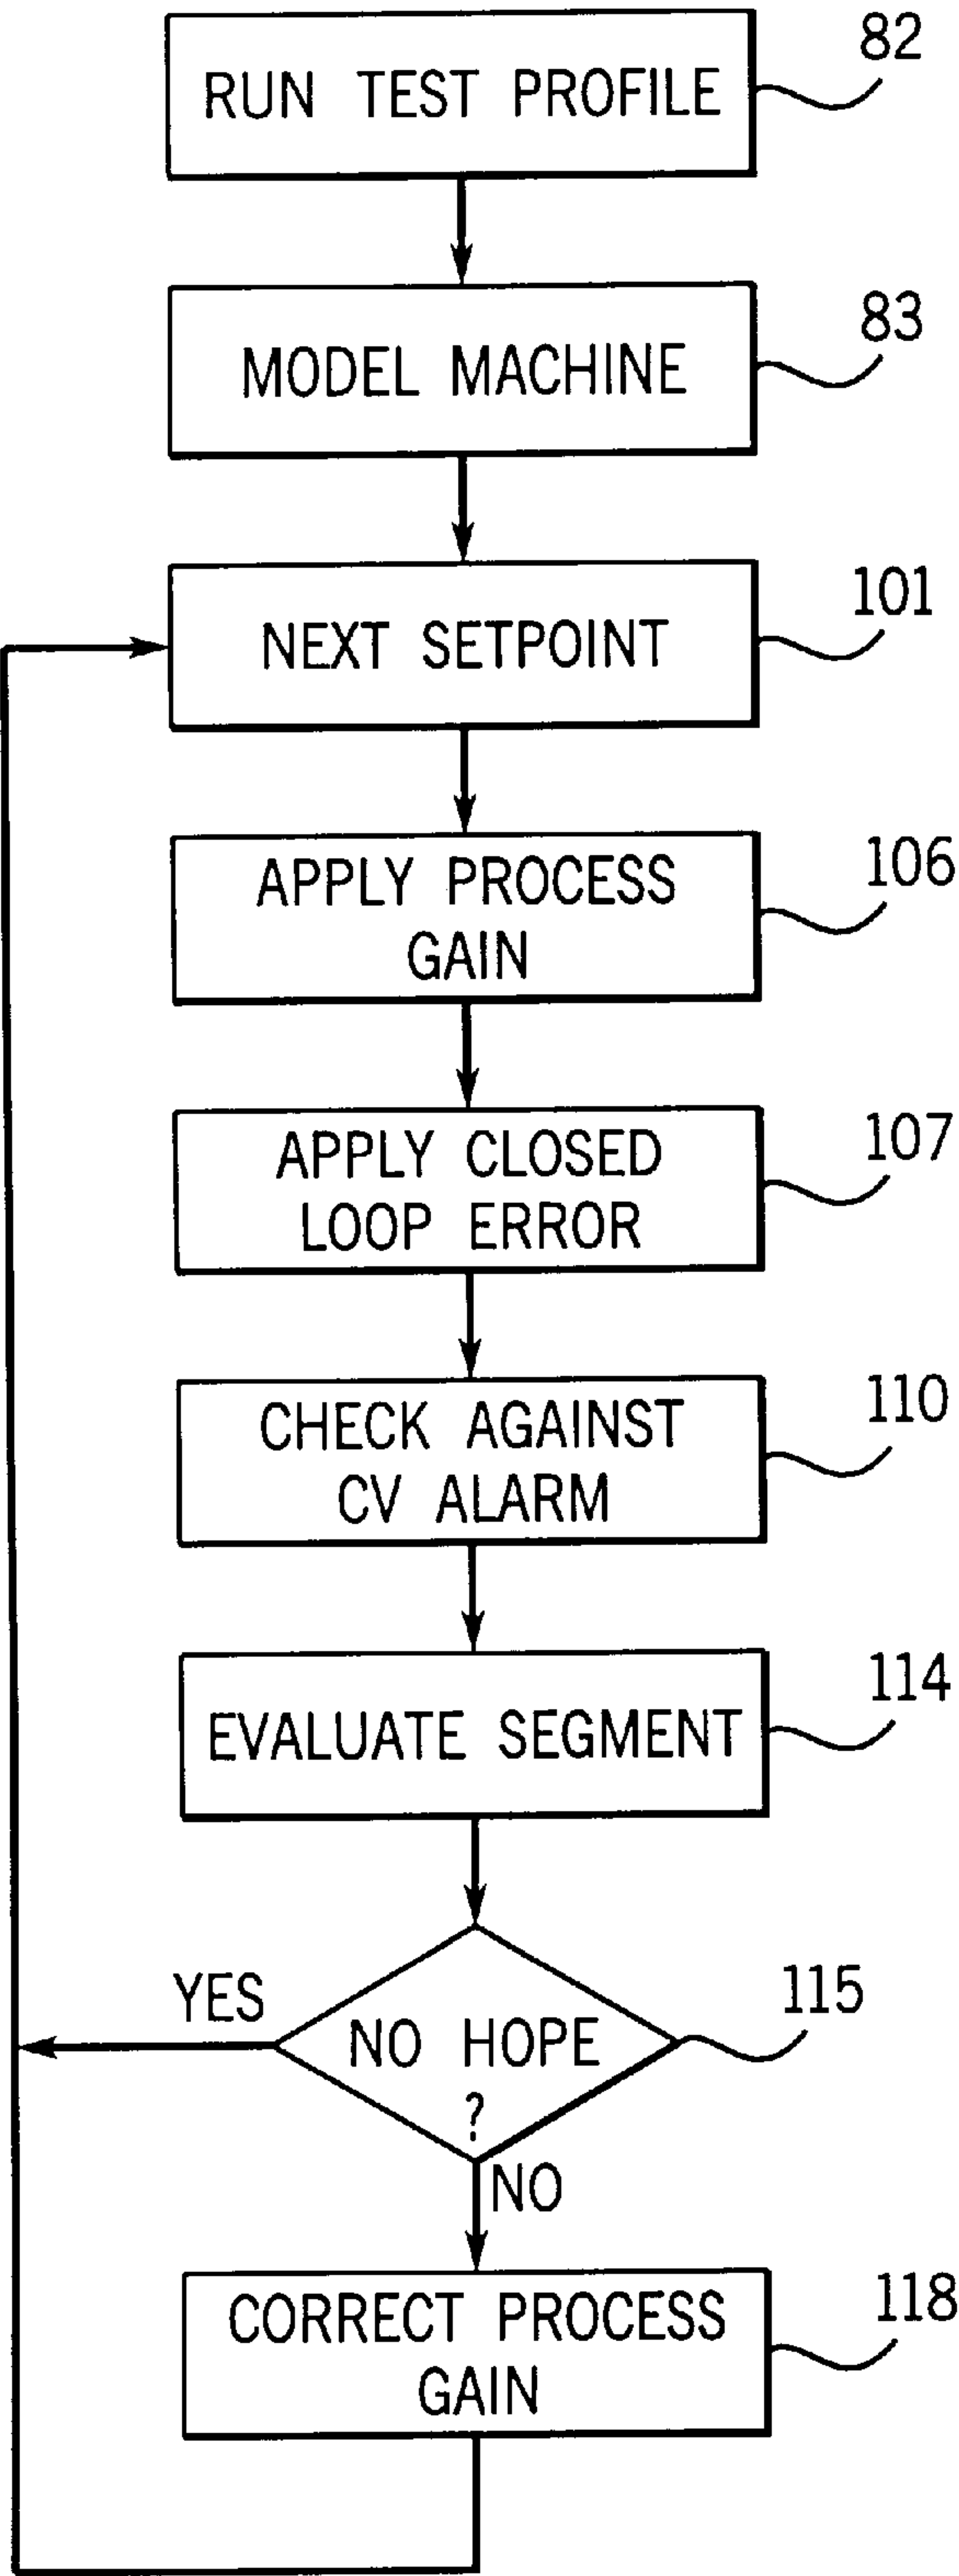 82
RUN TEST PROFILE
83
MODEL MACHINE
101
NEXT SETPOINT
106
APPLY PROCESS
GAIN
107
APPLY CLOSED
LOOP ERROR
110
CHECK AGAINST
CV ALARM
114
EVALUATE SEGMENT
YES
115
NO HOPE
?
NO
118
CORRECT PROCESS
GAIN